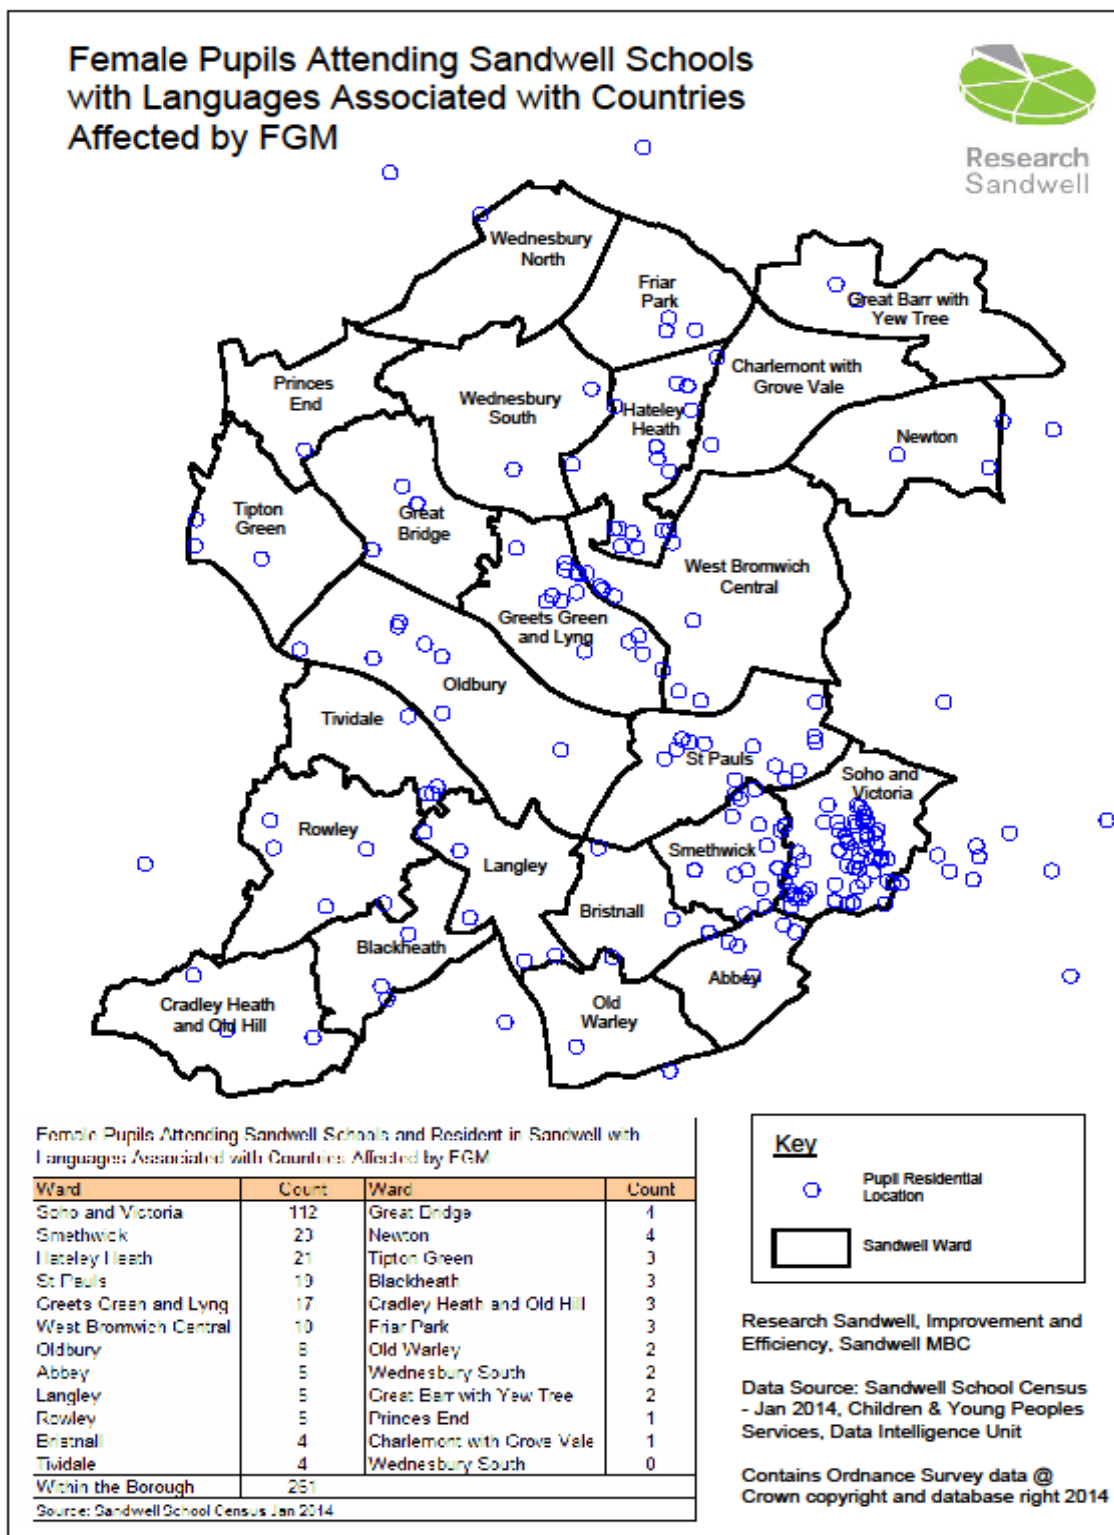 Female Pupils Attending Sandwell Schools
with Languages Associated with Countries
Affected by FGM
Research
Sandwell
Wednesbury
North
Friar
Park
Great Barr with
Yew Tree
Charlemont with
Grove Vale
Princes
End
Wednesbury
South
Hateley
Heath
Newton
Tipton
Green
Great
Bridge
West Bromwich
Central
Greets Green
and Lyng
Oldbury
Tividale
St Pauls
Soho and
Victoria
Rowley
Langley
Smethwick
Bristnall
Blackheath
Abbey
Cradley Heath
and Old Hill
Old
Warley
Female Pupils Attending Sandwell Schools and Resident in Sandwell with
Languages Associated with Countries Affected by FGM
Ward Count Ward Count
Soho and Victoria 112 Great Bridge 4
Smethwick 23 Newton 4
Hateley Heath 21 Tipton Green 3
St Pauls 19 Blackheath 3
Greets Green and Lyng 17 Cradley Heath and Old Hill 3
West Bromwich Central 10 Friar Park 3
Oldbury 8 Old Warley 2
Abbey 5 Wednesbury South 2
Langley 5 Great Barr with Yew Tree 2
Rowley 5 Princes End 1
Bristnall 4 Charlemont with Grove Vale 1
Tividale 4 Wednesbury South 0
Within the Borough 261
Source: Sandwell School Census Jan 2014
Key
Pupil Residential
Location
Sandwell Ward
Research Sandwell, Improvement and
Efficiency, Sandwell MBC
Data Source: Sandwell School Census
- Jan 2014, Children & Young Peoples
Services, Data Intelligence Unit
Contains Ordnance Survey data @
Crown copyright and database right 2014